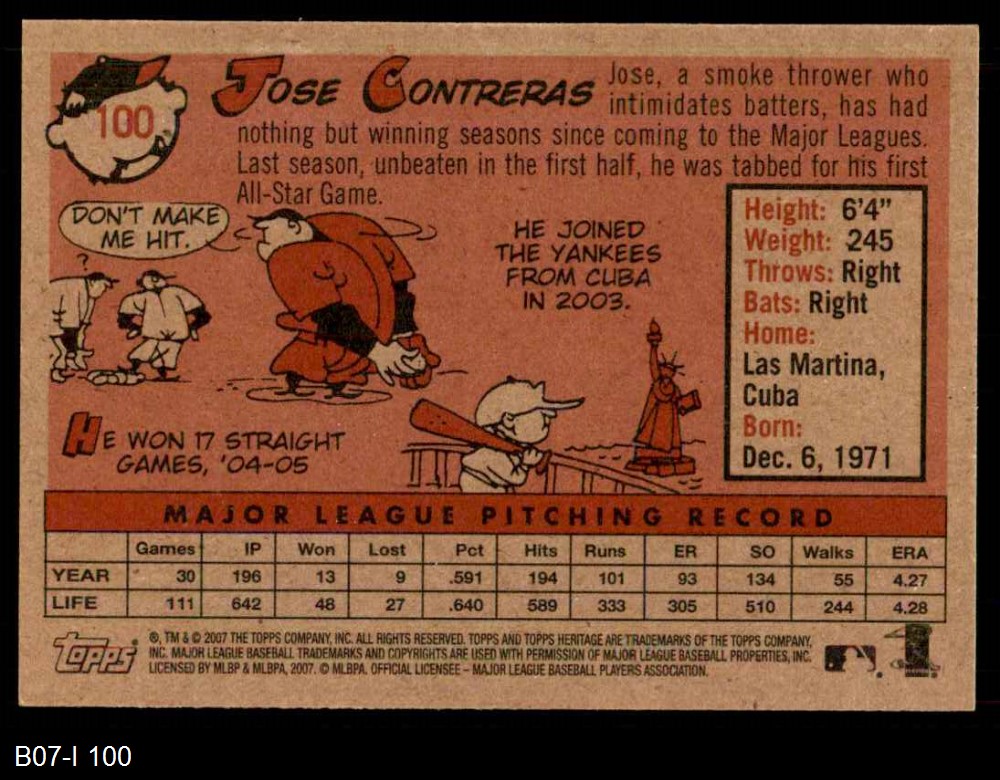 100
JOSE CONTRERAS
Jose, a smoke thrower who
intimidates batters, has had
nothing but winning seasons since coming to the Major Leagues.
Last season, unbeaten in the first half, he was tabbed for his first
All-Star Game.
DON'T MAKE
ME HIT.
?
HE JOINED
THE YANKEES
FROM CUBA
IN 2003.
HE WON 17 STRAIGHT
GAMES, '04-05
Height: 6'4"
Weight: 245
Throws: Right
Bats: Right
Home:
Las Martina,
Cuba
Born:
Dec. 6, 1971
MAJOR LEAGUE PITCHING RECORD
Games IP Won Lost Pct Hits Runs ER SO Walks ERA
YEAR 30 196 13 9 .591 194 101 93 134 55 4.27
LIFE 111 642 48 27 .640 589 333 305 510 244 4.28
Topps
®, TM & © 2007 THE TOPPS COMPANY, INC. ALL RIGHTS RESERVED. TOPPS AND TOPPS HERITAGE ARE TRADEMARKS OF THE TOPPS COMPANY,
INC. MAJOR LEAGUE BASEBALL TRADEMARKS AND COPYRIGHTS ARE USED WITH PERMISSION OF MAJOR LEAGUE BASEBALL PROPERTIES, INC.
LICENSED BY MLBP & MLBPA, 2007. © MLBPA. OFFICIAL LICENSEE – MAJOR LEAGUE BASEBALL PLAYERS ASSOCIATION.
B07-I 100